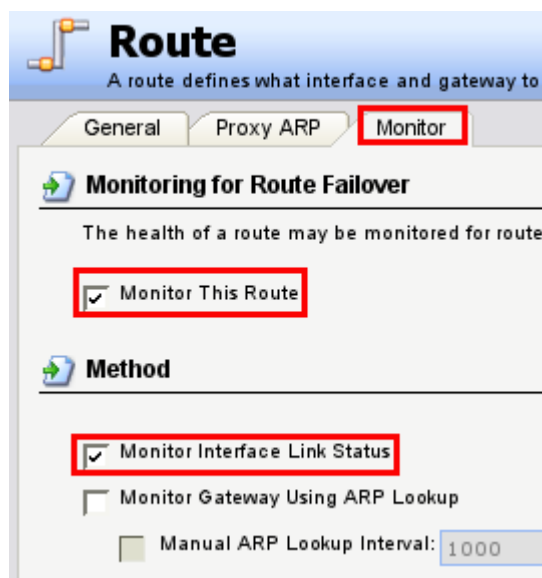 Route
A route defines what interface and gateway to
General Proxy ARP Monitor
Monitoring for Route Failover
The health of a route may be monitored for route
Monitor This Route
Method
Monitor Interface Link Status
Monitor Gateway Using ARP Lookup
Manual ARP Lookup Interval: 1000